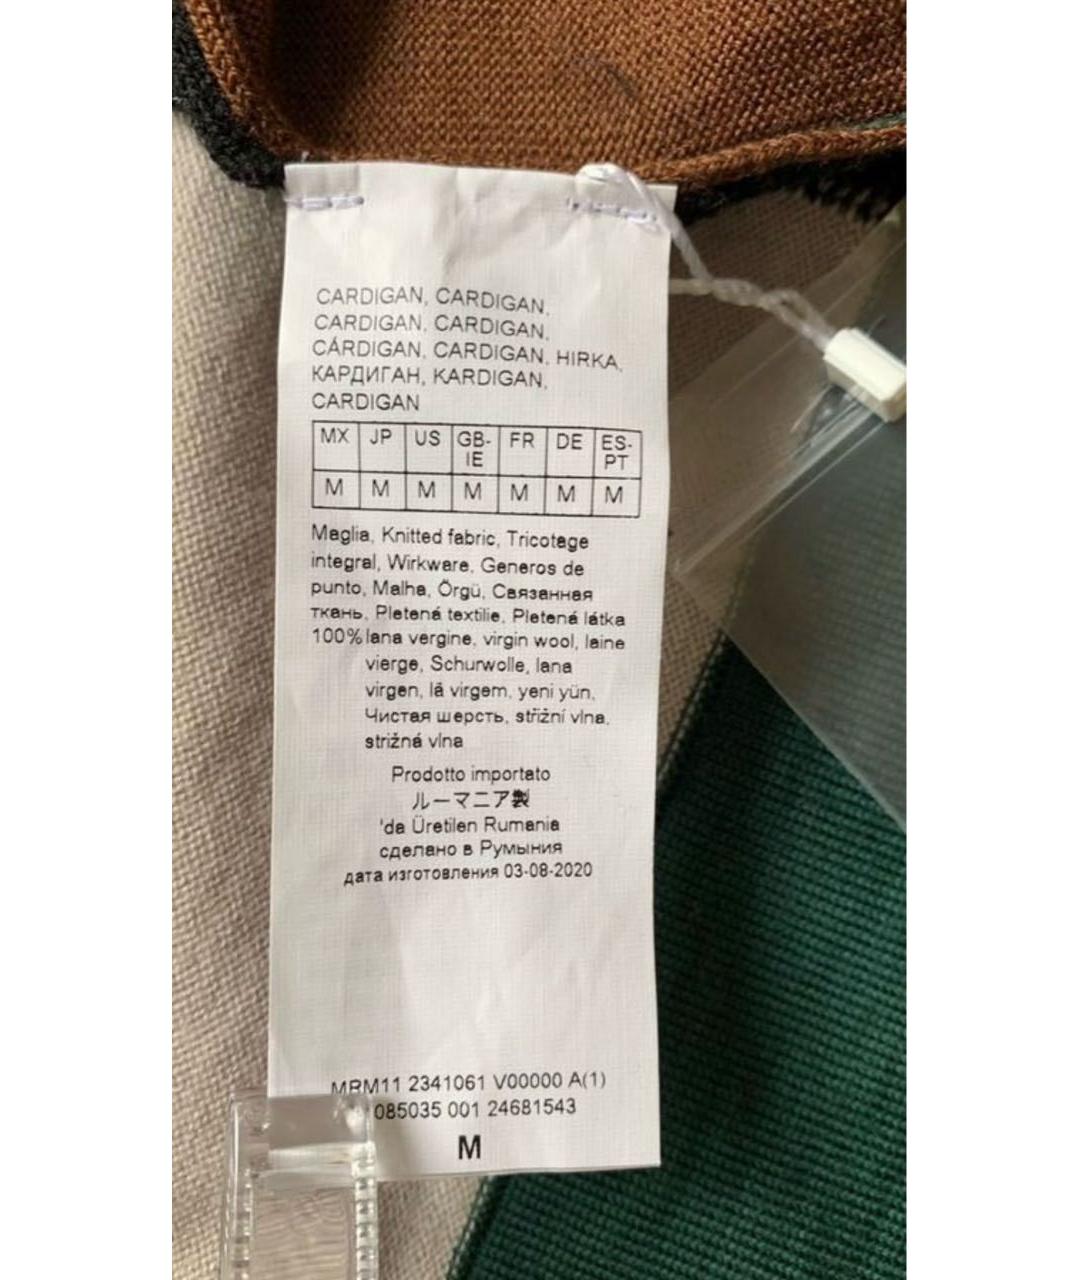 CARDIGAN, CARDIGAN,
CARDIGAN, CARDIGAN,
CÁRDIGAN, CARDIGAN, HIRKA,
КАРДИГАН, KARDIGAN,
CARDIGAN
MX JP US GB-IE FR DE ES-PT
M M M M M M M
Maglia, Knitted fabric, Tricotage
integral, Wirkware, Generos de
punto, Malha, Örgü, Связанная
ткань, Pletená textilie, Pletená látka
100% lana vergine, virgin wool, laine
vierge, Schurwolle, lana
virgen, lã virgem, yeni yün,
Чистая шерсть, střižní vlna,
strižná vlna
Prodotto importato
ルーマニア製
'da Üretilen Rumania
сделано в Румыния
дата изготовления 03-08-2020
MRM11 2341061 V00000 A(1)
085035 001 24681543
M